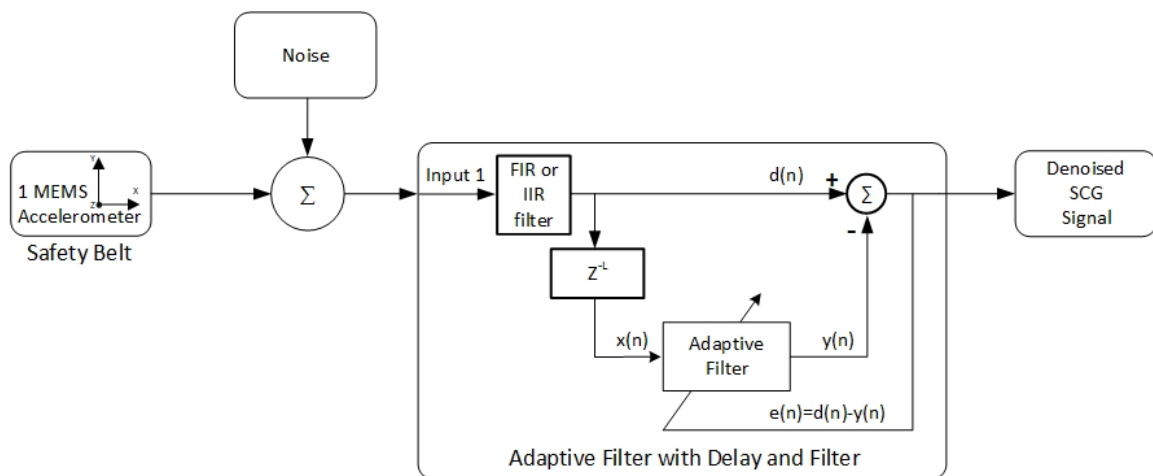 Noise
Y
X
Z
1 MEMS
Accelerometer
Safety Belt
Σ
Input 1
FIR or
IIR
filter
d(n)
+
Σ
-
Denoised
SCG
Signal
Z^-L
x(n)
Adaptive
Filter
y(n)
e(n)=d(n)-y(n)
Adaptive Filter with Delay and Filter